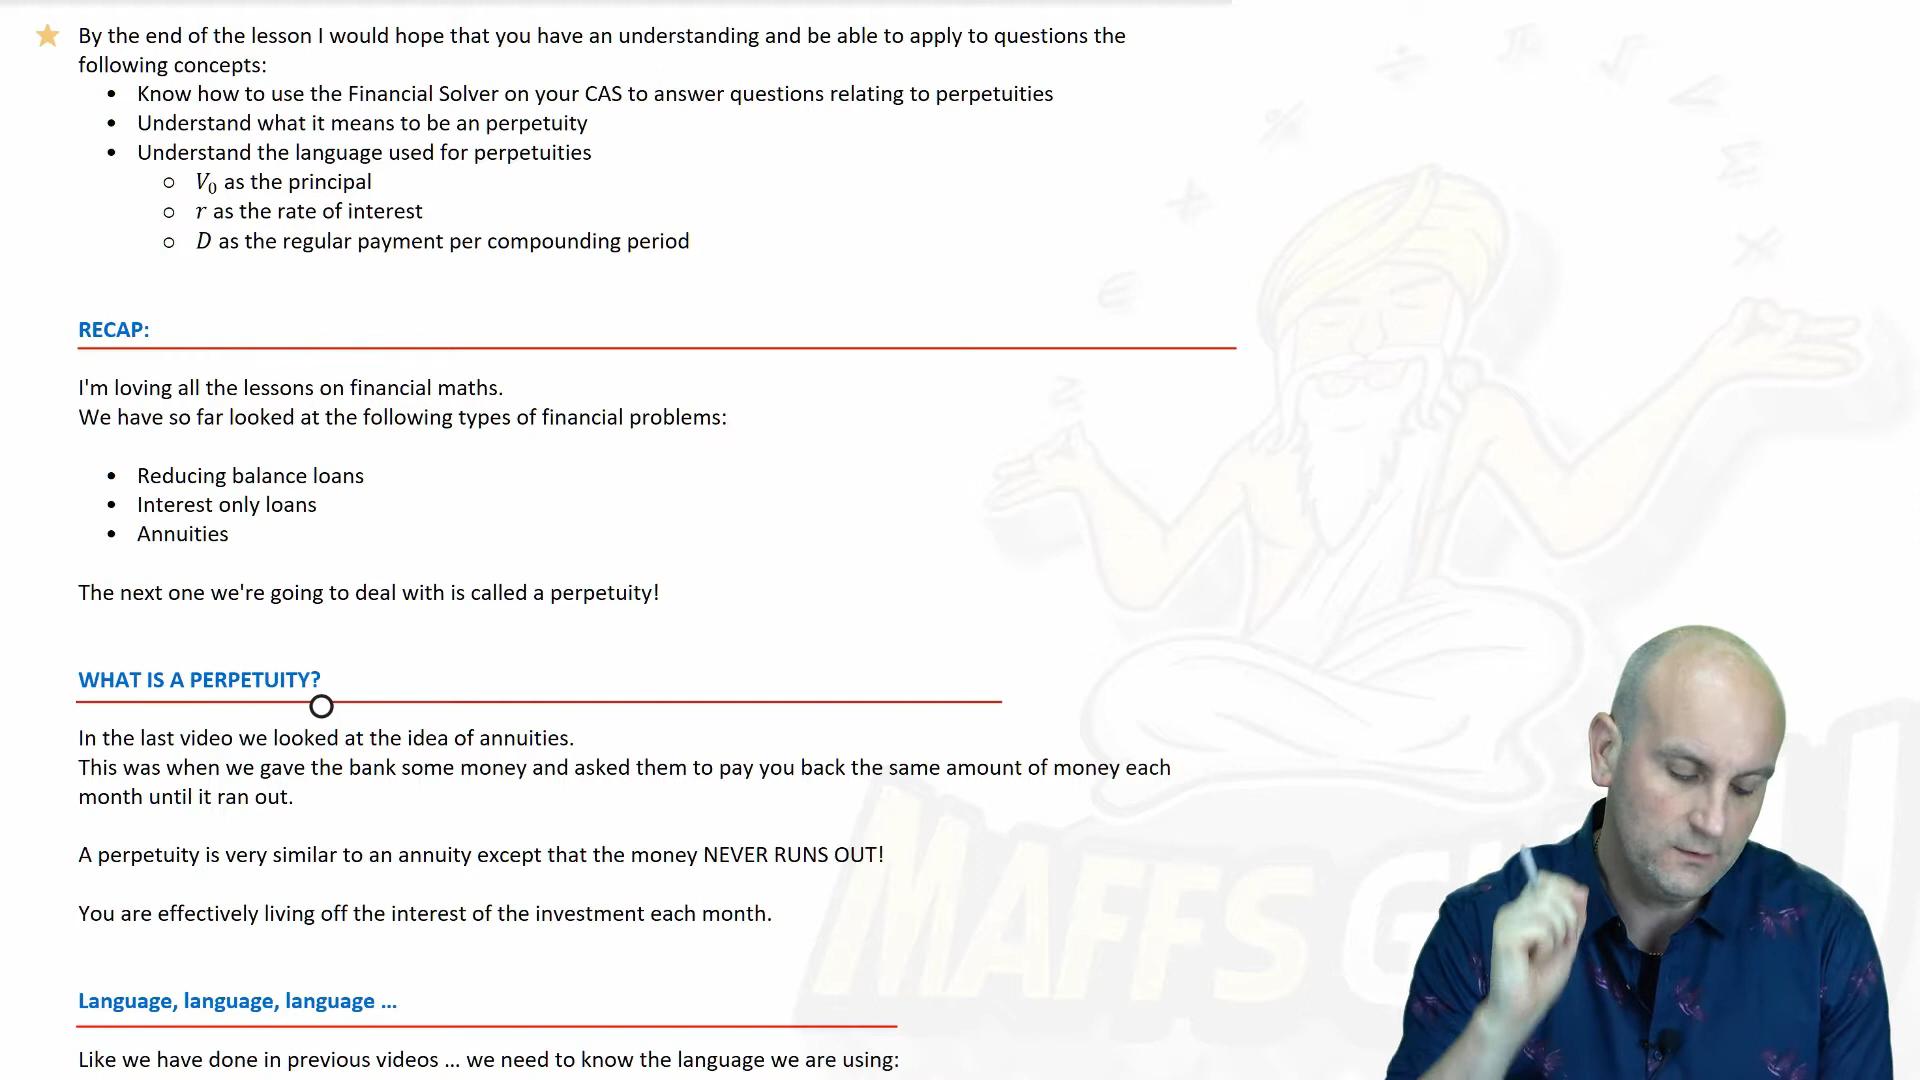 By the end of the lesson I would hope that you have an understanding and be able to apply to questions the
following concepts:
• Know how to use the Financial Solver on your CAS to answer questions relating to perpetuities
• Understand what it means to be an perpetuity
• Understand the language used for perpetuities
○ V₀ as the principal
○ r as the rate of interest
○ D as the regular payment per compounding period
RECAP:
I'm loving all the lessons on financial maths.
We have so far looked at the following types of financial problems:
• Reducing balance loans
• Interest only loans
• Annuities
The next one we're going to deal with is called a perpetuity!
WHAT IS A PERPETUITY?
In the last video we looked at the idea of annuities.
This was when we gave the bank some money and asked them to pay you back the same amount of money each
month until it ran out.
A perpetuity is very similar to an annuity except that the money NEVER RUNS OUT!
You are effectively living off the interest of the investment each month.
Language, language, language ...
Like we have done in previous videos ... we need to know the language we are using:
MAFFS G